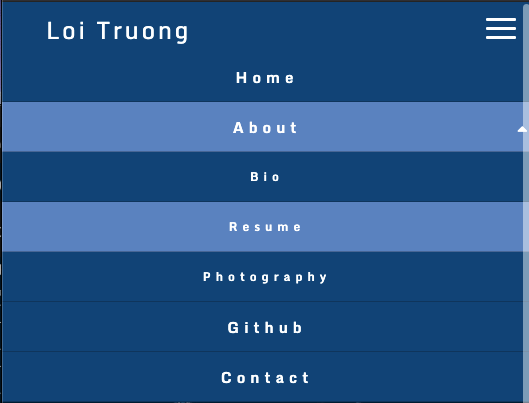 Loi Truong
Home
About
Bio
Resume
Photography
Github
Contact